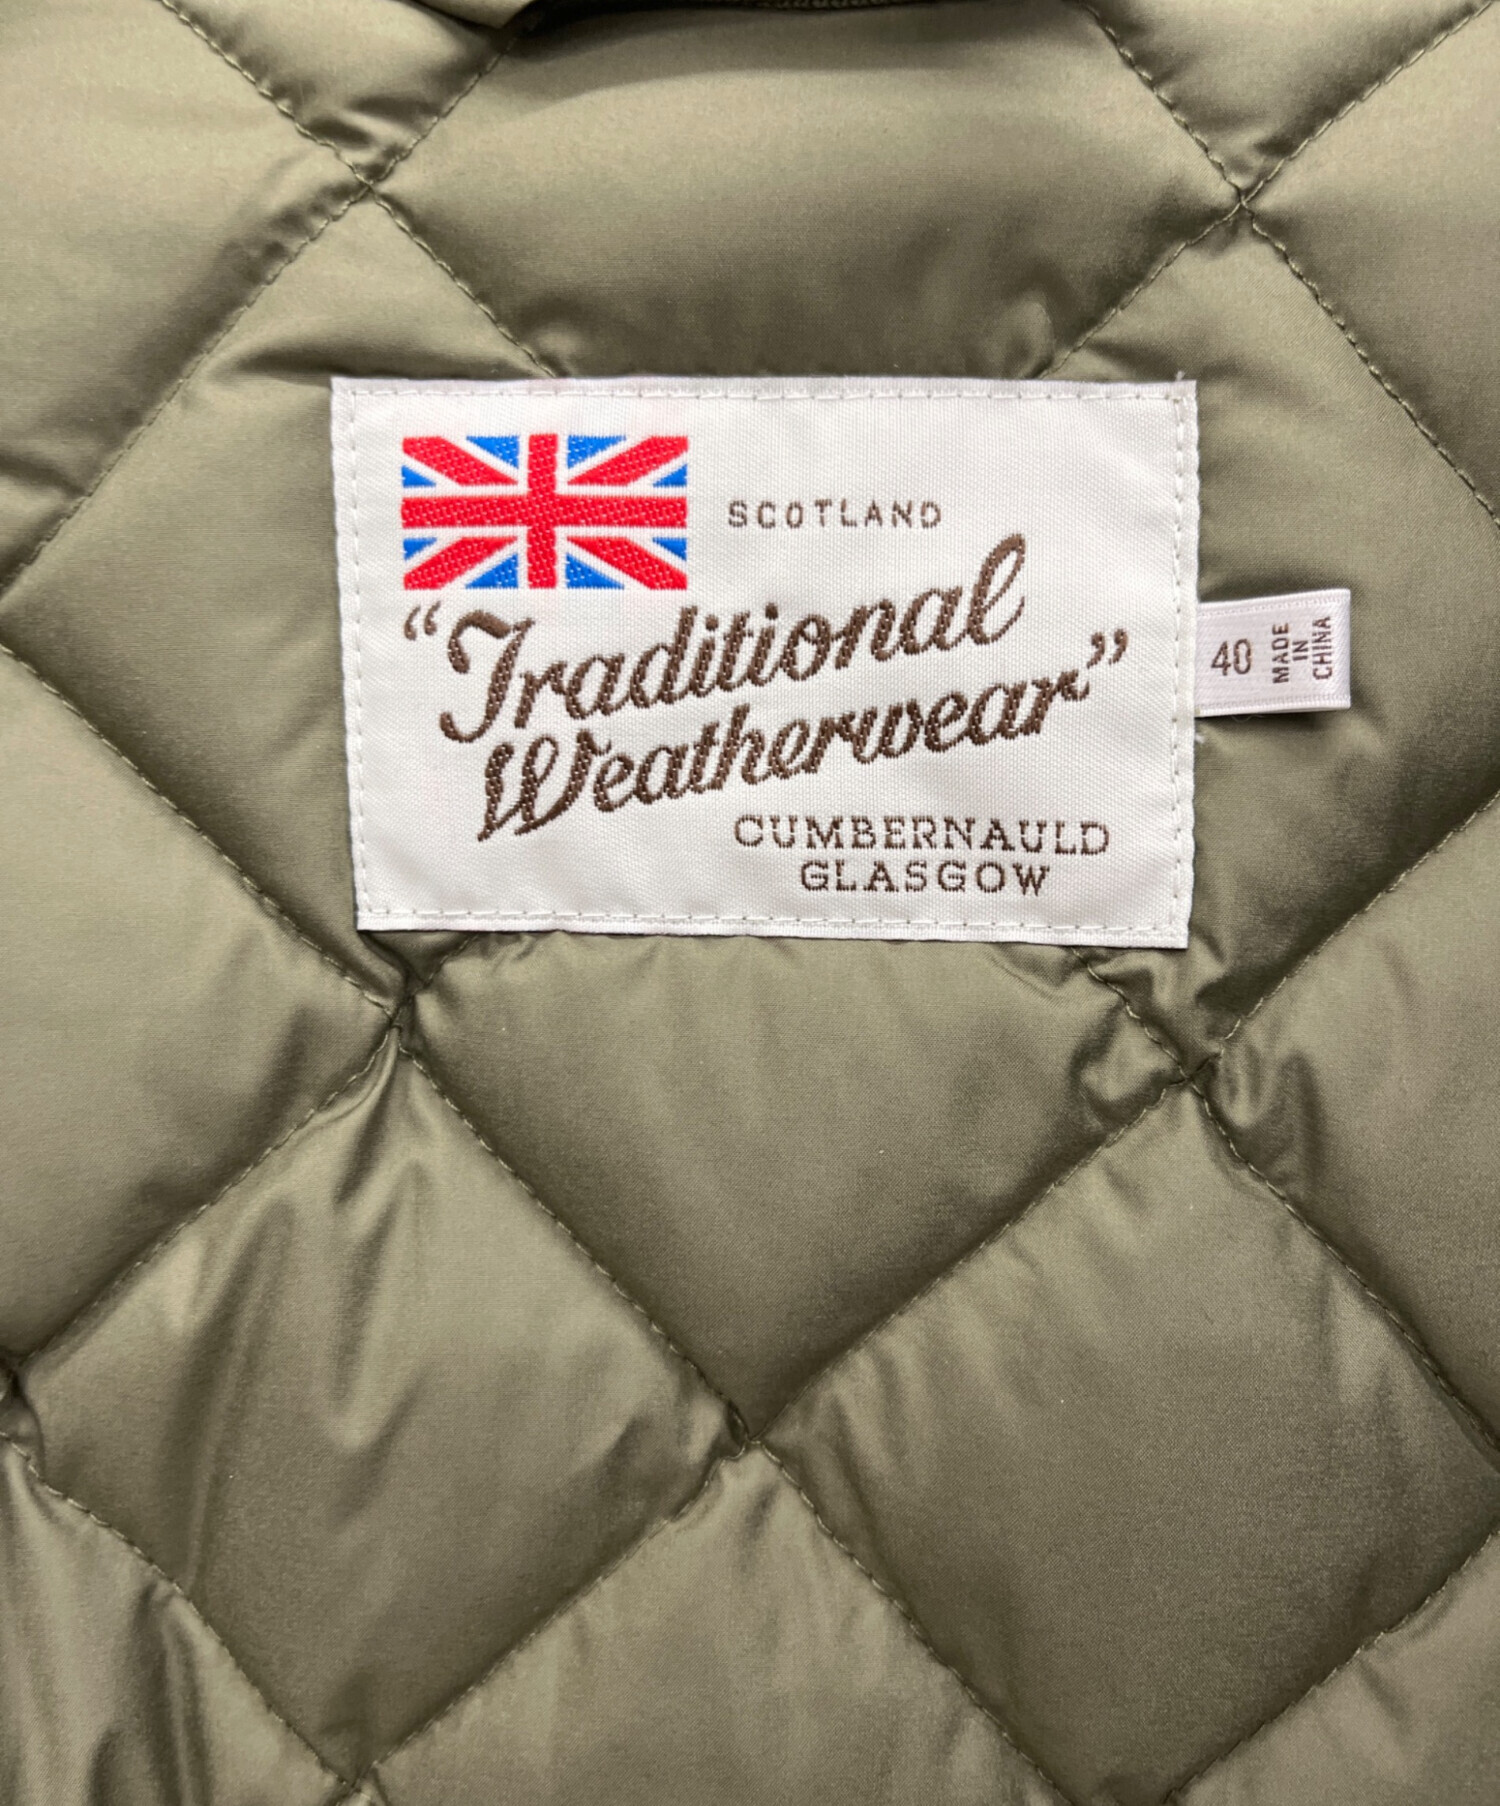 SCOTLAND
“Traditional
Weatherwear”
CUMBERNAULD
GLASGOW
40
MADE
IN
CHINA